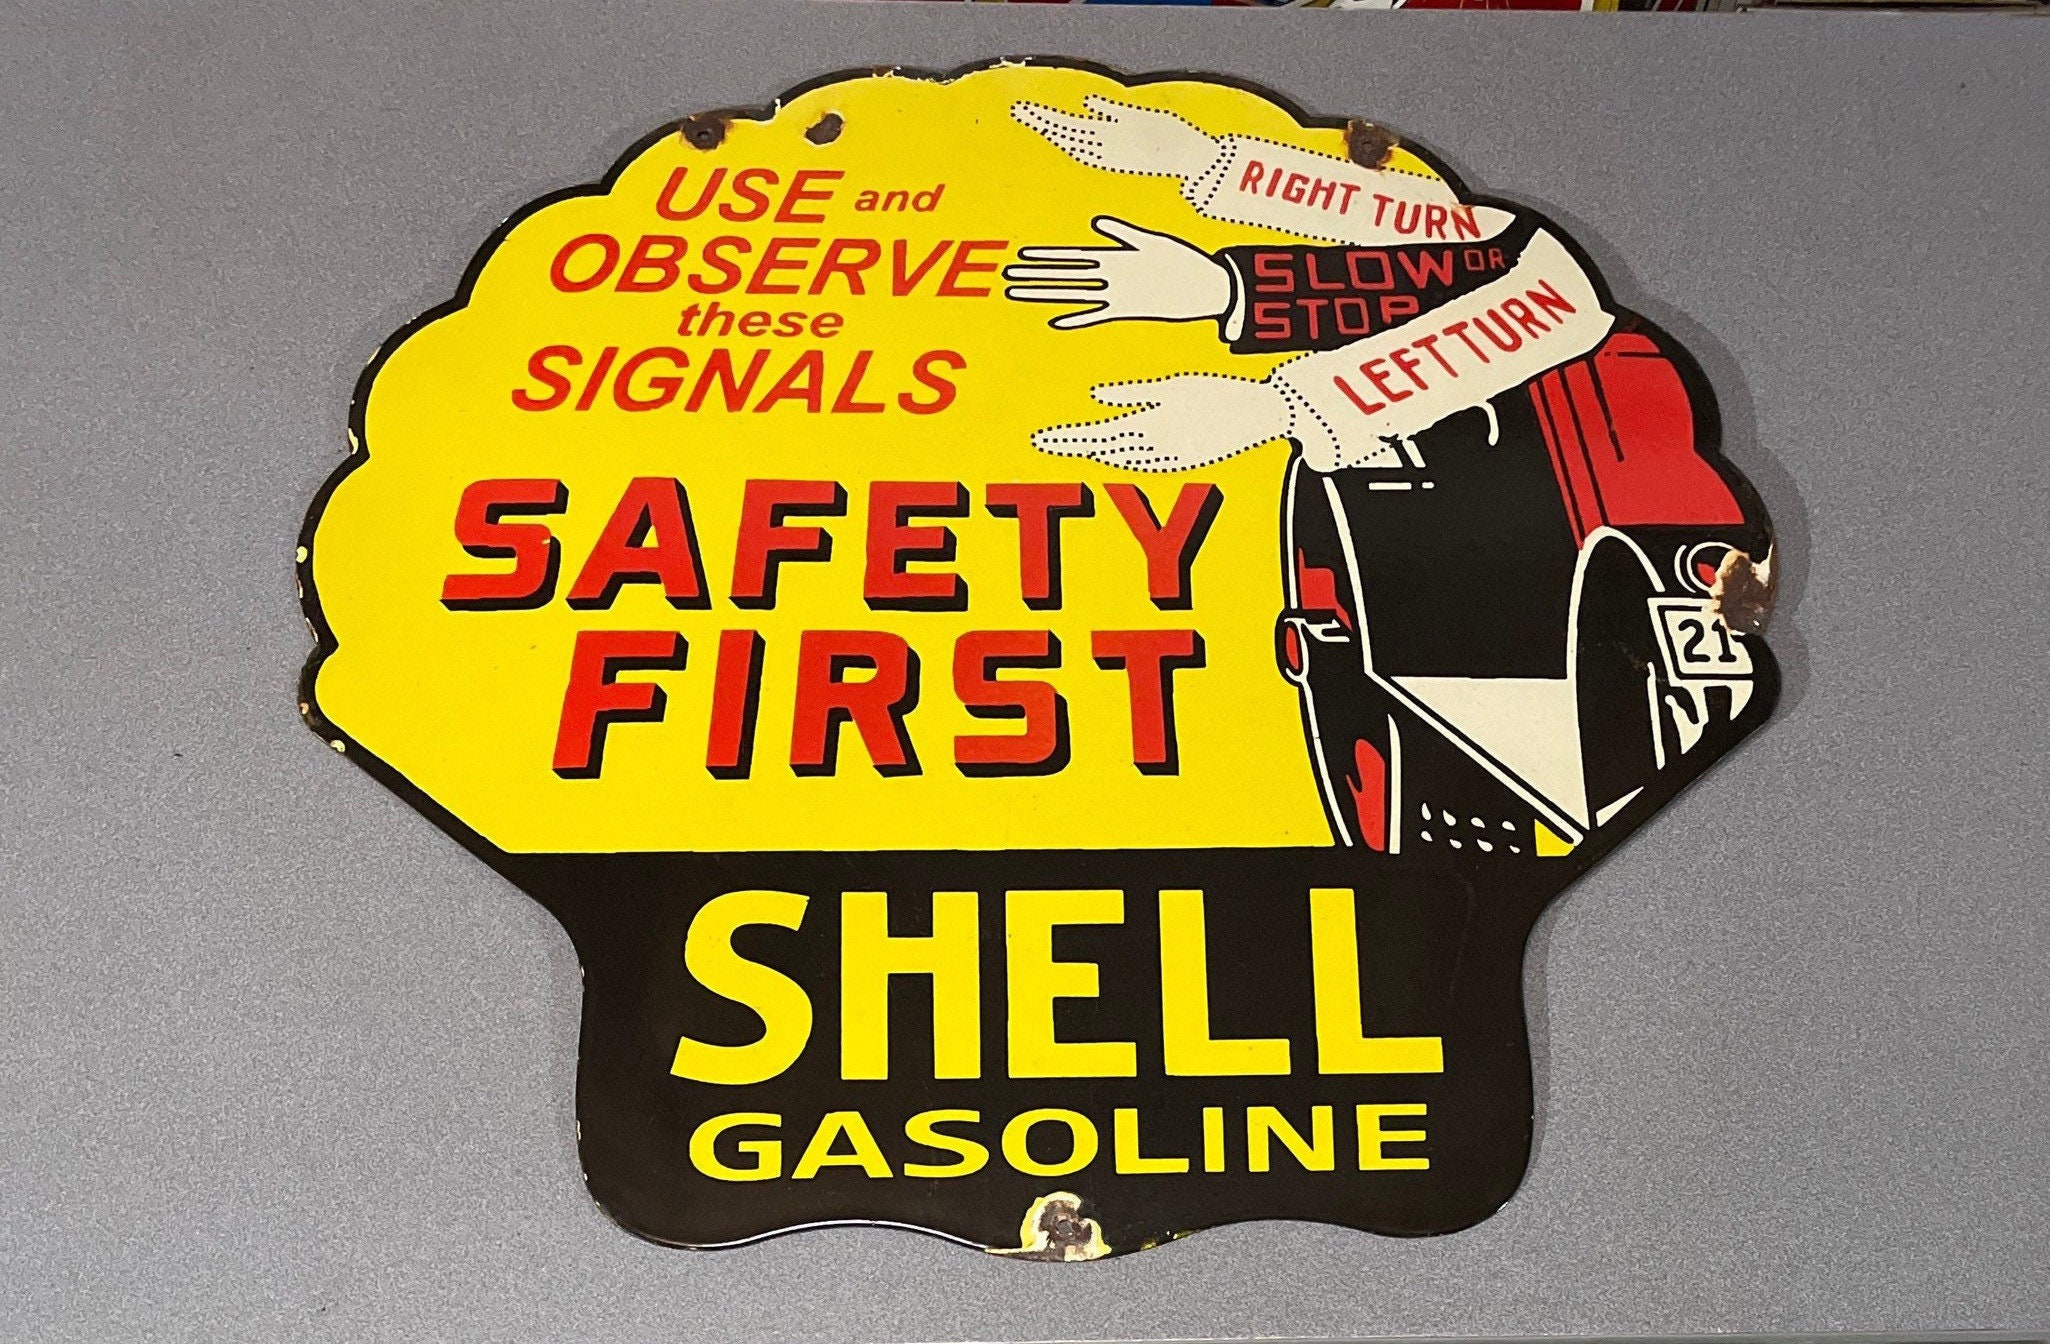 USE and
OBSERVE
these
SIGNALS
SAFETY
FIRST
RIGHT TURN
SLOW OR
STOP
LEFT TURN
21
SHELL
GASOLINE